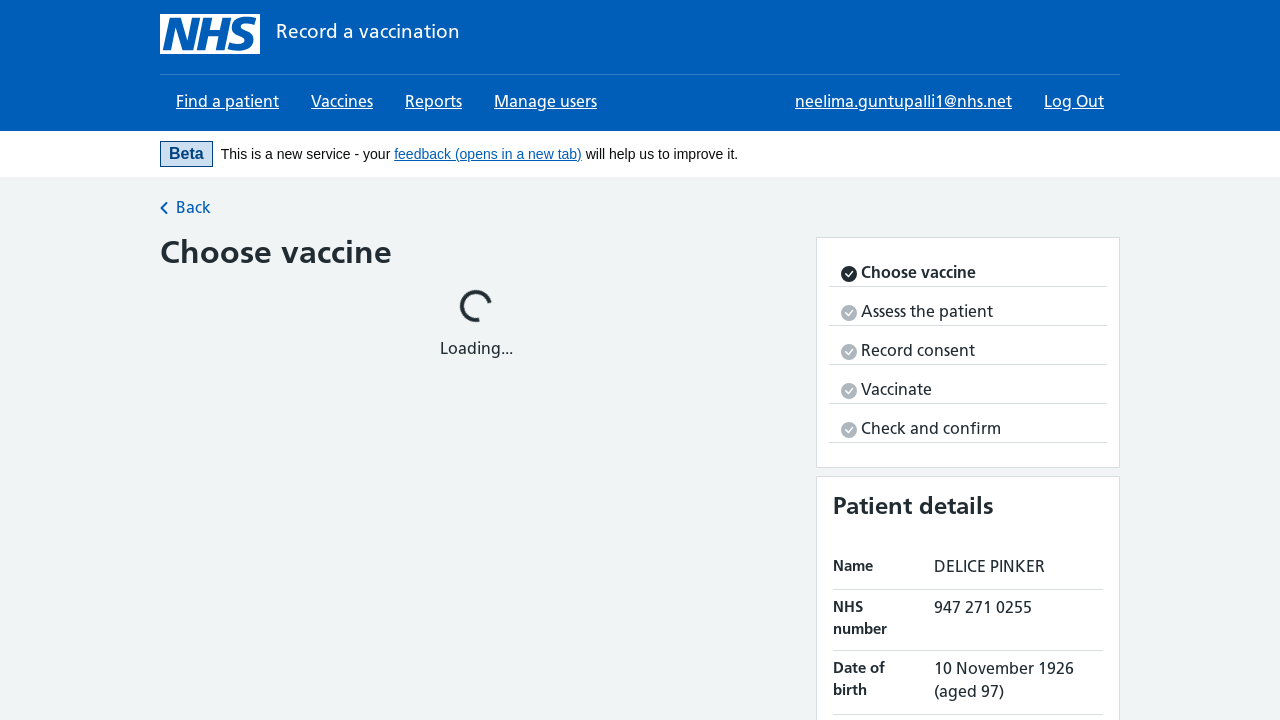 NHS Record a vaccination
Find a patient Vaccines Reports Manage users neelima.guntupalli1@nhs.net Log Out
Beta This is a new service - your feedback (opens in a new tab) will help us to improve it.
Back
Choose vaccine
Loading...
Choose vaccine
Assess the patient
Record consent
Vaccinate
Check and confirm
Patient details
Name DELICE PINKER
NHS number 947 271 0255
Date of birth 10 November 1926 (aged 97)